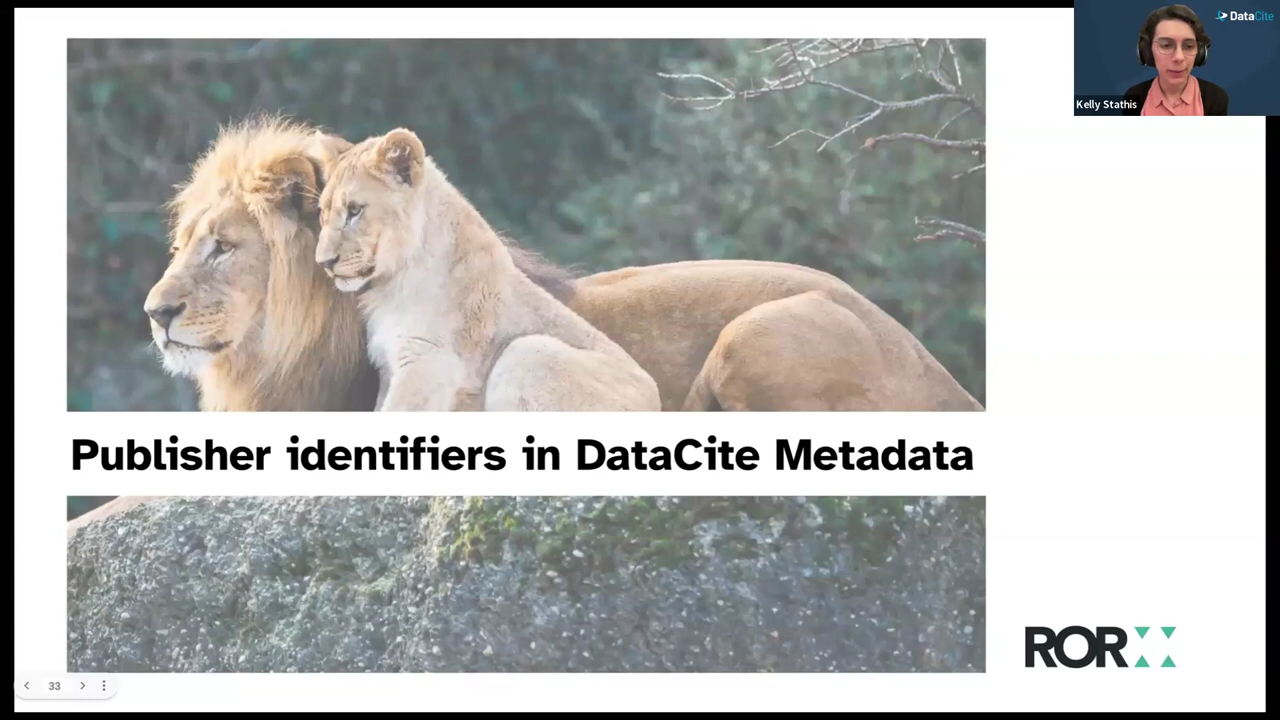 DataCite
Kelly Stathis
Publisher identifiers in DataCite Metadata
ROR
33